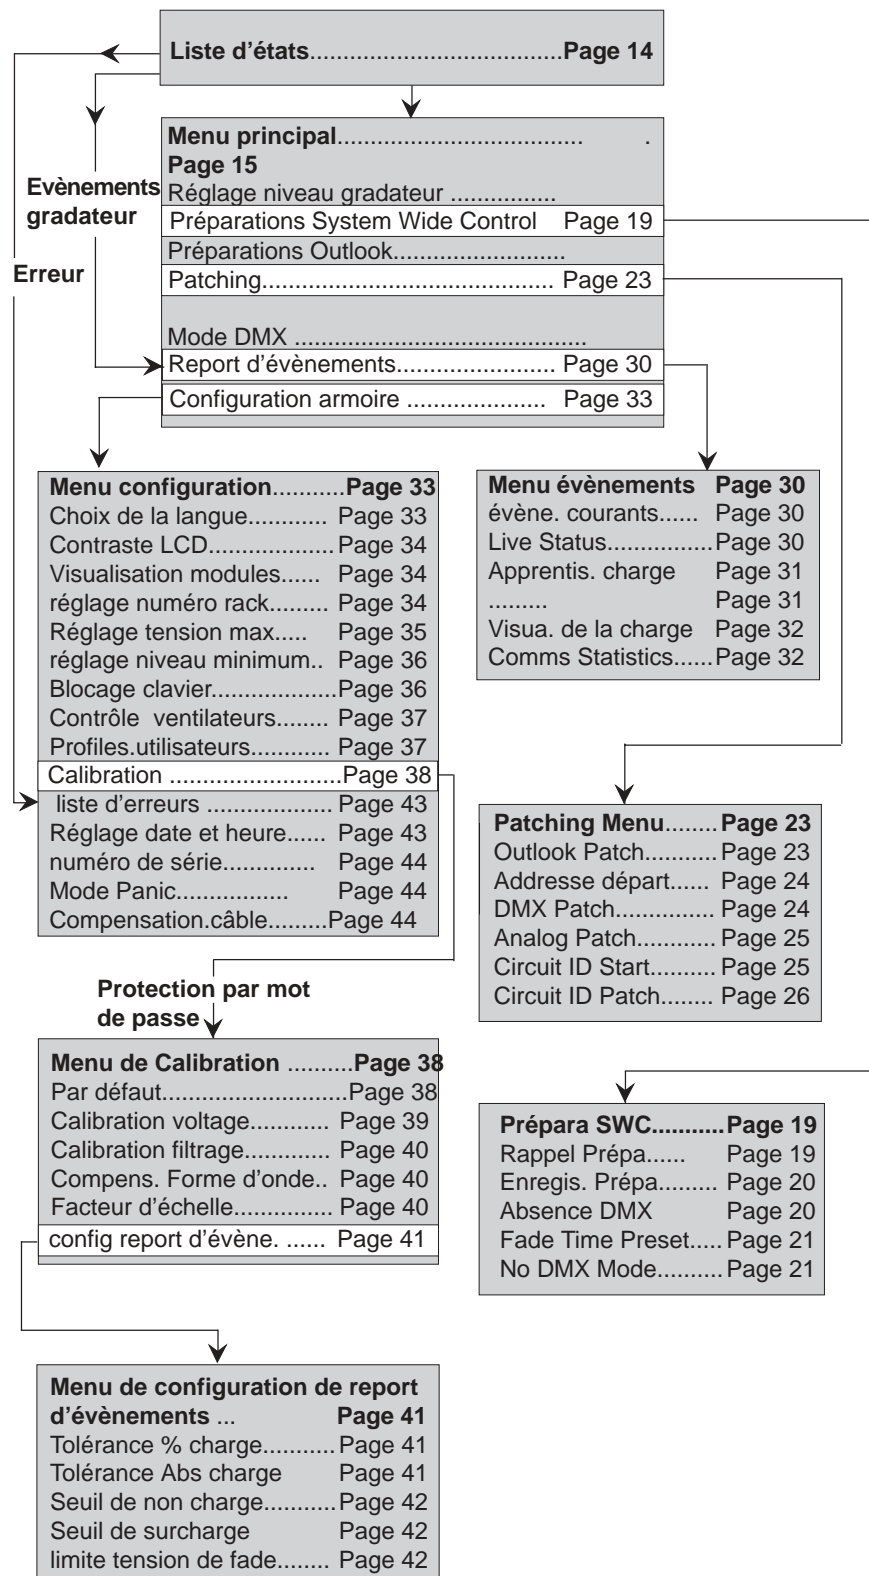 Liste d'états......................................Page 14
Menu principal..................................... .
Page 15
Réglage niveau gradateur ................
Préparations System Wide Control Page 19
Préparations Outlook..........................
Patching............................................ Page 23
Mode DMX ............................................
Report d'évènements........................ Page 30
Configuration armoire ..................... Page 33
Evènements
gradateur
Erreur
Menu configuration...........Page 33
Choix de la langue............ Page 33
Contraste LCD...................Page 34
Visualisation modules...... Page 34
réglage numéro rack......... Page 34
Réglage tension max..... Page 35
réglage niveau minimum.. Page 36
Blocage clavier...................Page 36
Contrôle ventilateurs........ Page 37
Profiles.utilisateurs............ Page 37
Calibration ..........................Page 38
liste d'erreurs ................... Page 43
Réglage date et heure...... Page 43
numéro de série.............. Page 44
Mode Panic................. Page 44
Compensation.câble.........Page 44
Menu évènements Page 30
évène. courants...... Page 30
Live Status................Page 30
Apprentis. charge Page 31
......... Page 31
Visua. de la charge Page 32
Comms Statistics......Page 32
Patching Menu........Page 23
Outlook Patch...........Page 23
Addresse départ...... Page 24
DMX Patch............... Page 24
Analog Patch............ Page 25
Circuit ID Start.......... Page 25
Circuit ID Patch........ Page 26
Protection par mot
de passe
Menu de Calibration ..........Page 38
Par défaut............................Page 38
Calibration voltage............ Page 39
Calibration filtrage............. Page 40
Compens. Forme d'onde.. Page 40
Facteur d'échelle............... Page 40
config report d'évène. ...... Page 41
Prépara SWC...........Page 19
Rappel Prépa...... Page 19
Enregis. Prépa......... Page 20
Absence DMX Page 20
Fade Time Preset.....Page 21
No DMX Mode..........Page 21
Menu de configuration de report
d'évènements ... Page 41
Tolérance % charge...........Page 41
Tolérance Abs charge Page 41
Seuil de non charge...........Page 42
Seuil de surcharge Page 42
limite tension de fade........ Page 42